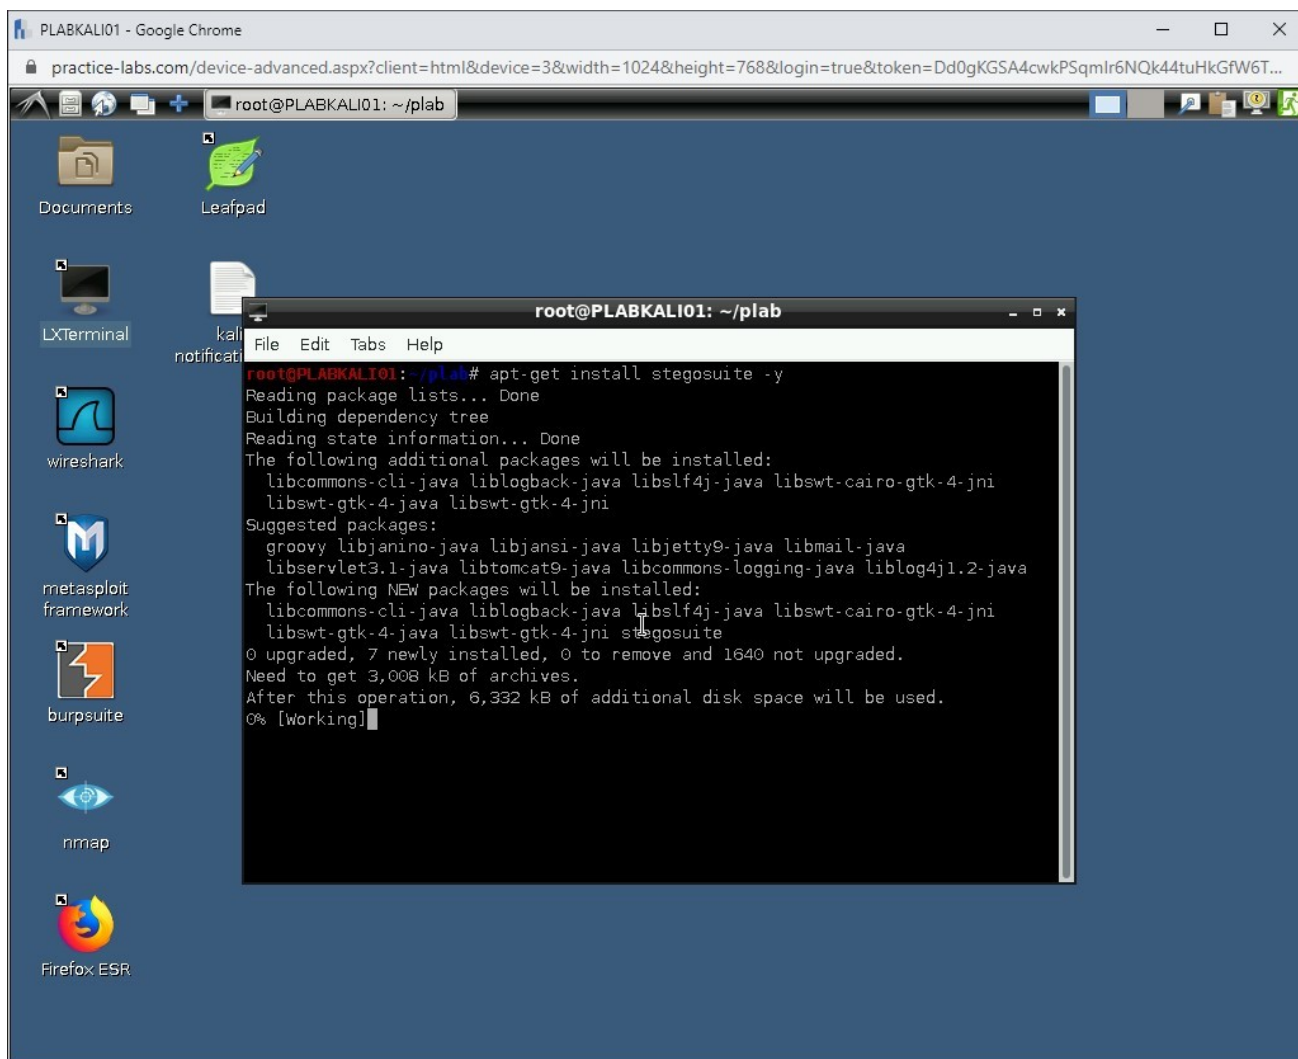 PLABKALI01 - Google Chrome
practice-labs.com/device-advanced.aspx?client=html&device=3&width=1024&height=768&login=true&token=Dd0gKGSA4cwkPSqmIr6NQk44tuHkGfW6T...
root@PLABKALI01: ~/plab
Documents
Leafpad
LXTerminal
kali
notificati
wireshark
metasploit
framework
burpsuite
nmap
Firefox ESR
root@PLABKALI01: ~/plab
File Edit Tabs Help
root@PLABKALI01:~/plab# apt-get install stegosuite -y
Reading package lists... Done
Building dependency tree
Reading state information... Done
The following additional packages will be installed:
libcommons-cli-java liblogback-java libslf4j-java libswt-cairo-gtk-4-jni
libswt-gtk-4-java libswt-gtk-4-jni
Suggested packages:
groovy libjanino-java libjansi-java libjetty9-java libmail-java
libservlet3.1-java libtomcat9-java libcommons-logging-java liblog4j1.2-java
The following NEW packages will be installed:
libcommons-cli-java liblogback-java libslf4j-java libswt-cairo-gtk-4-jni
libswt-gtk-4-java libswt-gtk-4-jni stegosuite
0 upgraded, 7 newly installed, 0 to remove and 1640 not upgraded.
Need to get 3,008 kB of archives.
After this operation, 6,332 kB of additional disk space will be used.
0% [Working]